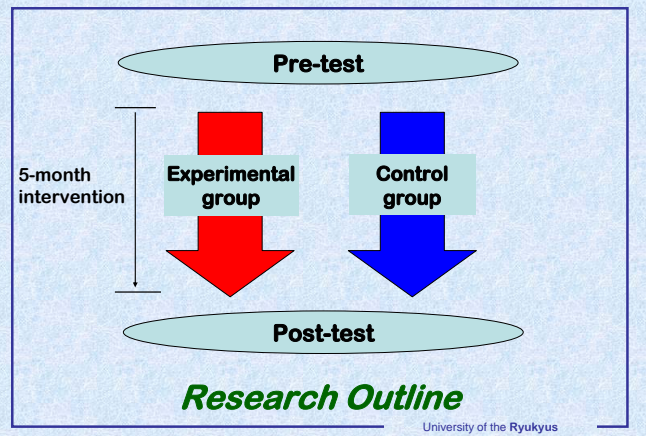 Pre-test
5-month
intervention
Experimental
group
Control
group
Post-test
Research Outline
University of the Ryukyus